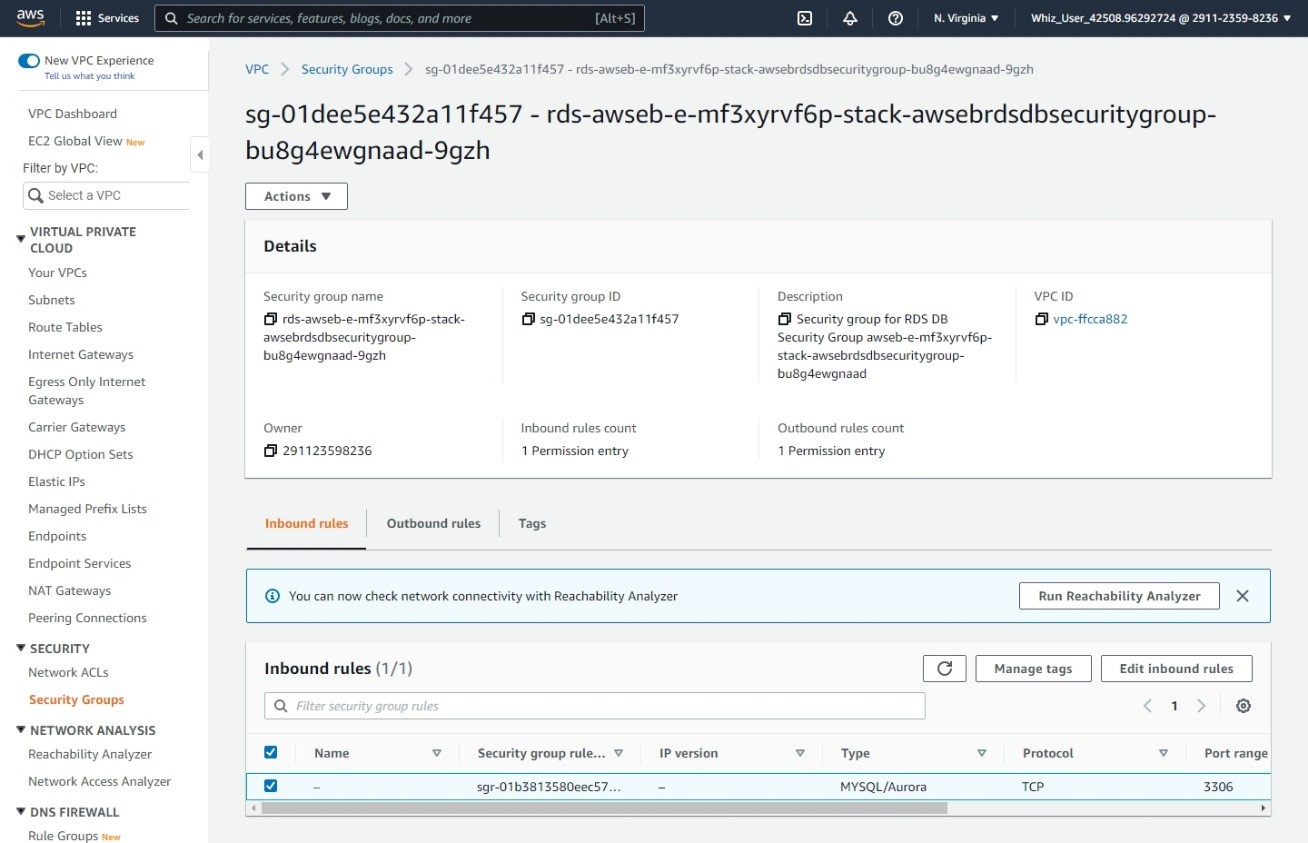 aws
Services
Search for services, features, blogs, docs, and more
[Alt+S]
N. Virginia
Whiz_User_42508.96292724 @ 2911-2359-8236
New VPC Experience
Tell us what you think
VPC Dashboard
EC2 Global View New
Filter by VPC:
Select a VPC
VIRTUAL PRIVATE
CLOUD
Your VPCs
Subnets
Route Tables
Internet Gateways
Egress Only Internet
Gateways
Carrier Gateways
DHCP Option Sets
Elastic IPs
Managed Prefix Lists
Endpoints
Endpoint Services
NAT Gateways
Peering Connections
SECURITY
Network ACLs
Security Groups
NETWORK ANALYSIS
Reachability Analyzer
Network Access Analyzer
DNS FIREWALL
Rule Groups New
VPC
Security Groups
sg-01dee5e432a11f457 - rds-awseb-e-mf3xyrvf6p-stack-awsebrdsdbsecuritygroup-bu8g4ewgnaad-9gzh
sg-01dee5e432a11f457 - rds-awseb-e-mf3xyrvf6p-stack-awsebrdsdbsecuritygroup-
bu8g4ewgnaad-9gzh
Actions
Details
Security group name
rds-awseb-e-mf3xyrvf6p-stack-
awsebrdsdbsecuritygroup-
bu8g4ewgnaad-9gzh
Security group ID
sg-01dee5e432a11f457
Description
Security group for RDS DB
Security Group awseb-e-mf3xyrvf6p-
stack-awsebrdsdbsecuritygroup-
bu8g4ewgnaad
VPC ID
vpc-ffcca882
Owner
291123598236
Inbound rules count
1 Permission entry
Outbound rules count
1 Permission entry
Inbound rules
Outbound rules
Tags
You can now check network connectivity with Reachability Analyzer
Run Reachability Analyzer
Inbound rules (1/1)
Manage tags
Edit inbound rules
Filter security group rules
1
Name
Security group rule...
IP version
Type
Protocol
Port range
–
sgr-01b3813580eec57...
–
MYSQL/Aurora
TCP
3306